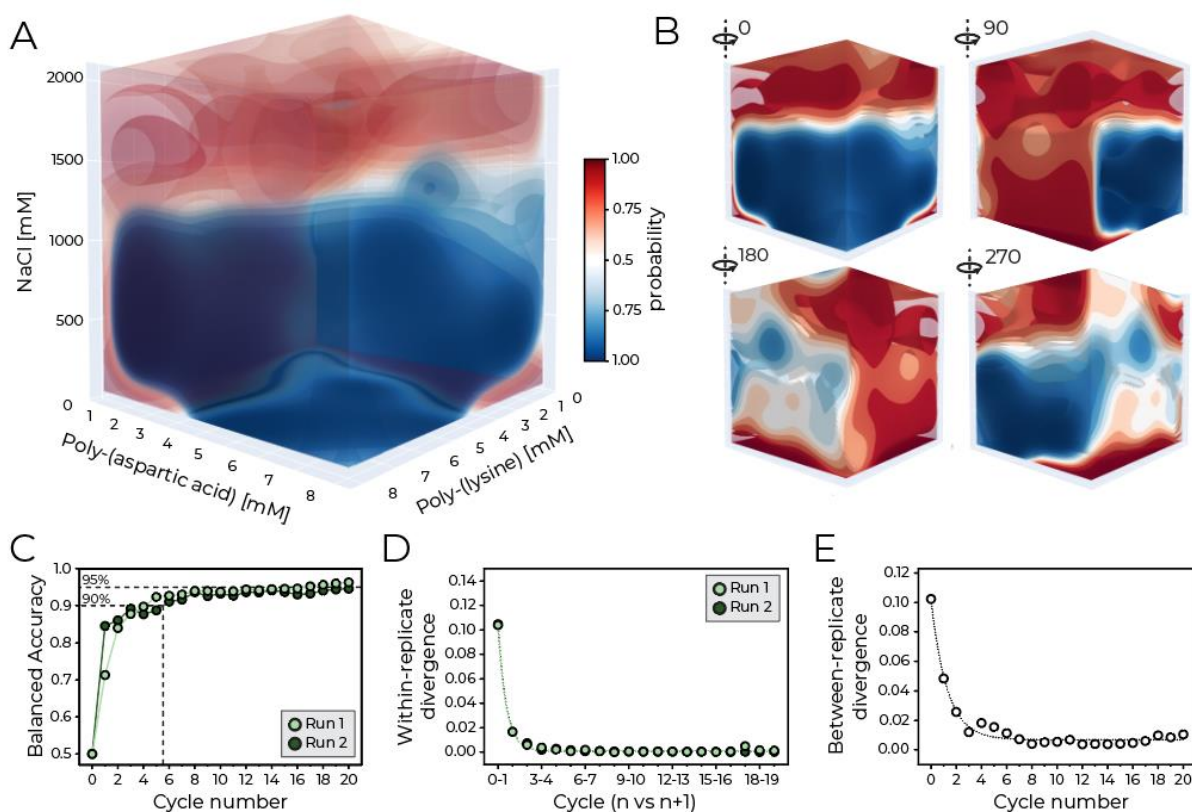 A
2000
1500
1000
500
0
NaCl [mM]
1 2 3 4 5 6 7 8
Poly-(aspartic acid) [mM]
8 7 6 5 4 3 2 1 0
Poly-(lysine) [mM]
1.00
0.75
0.5
0.75
1.00
probability
B
0
90
180
270
C
1.0
0.9
0.8
0.7
0.6
0.5
95%
90%
Balanced Accuracy
Run 1
Run 2
0 2 4 6 8 10 12 14 16 18 20
Cycle number
D
0.14
0.12
0.10
0.08
0.06
0.04
0.02
0.00
Within-replicate
divergence
Run 1
Run 2
0-1 3-4 6-7 9-10 12-13 15-16 18-19
Cycle (n vs n+1)
E
0.12
0.10
0.08
0.06
0.04
0.02
0.00
Between-replicate
divergence
0 2 4 6 8 10 12 14 16 18 20
Cycle number